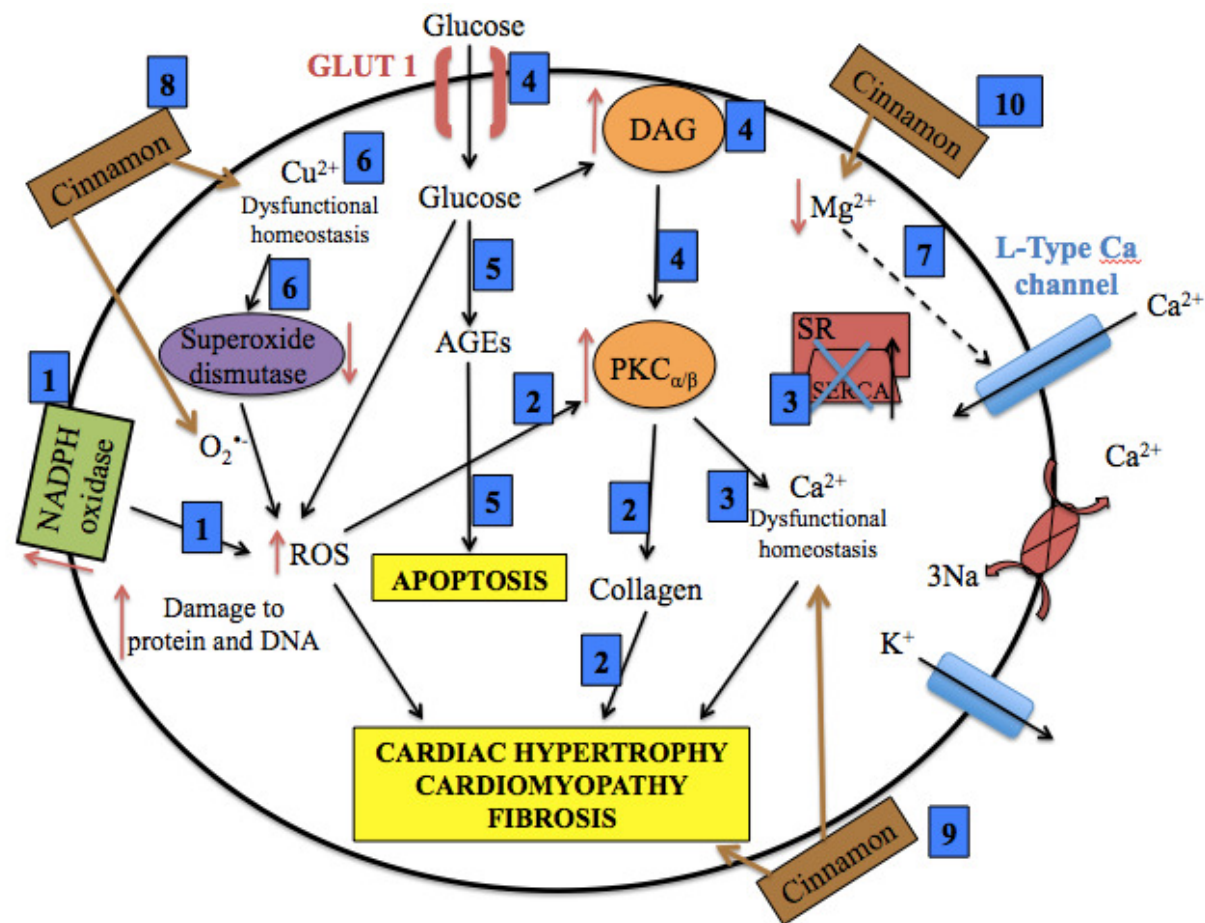 Glucose
GLUT 1
4
8
Cinnamon
10
Cinnamon
DAG
4
Cu²⁺
6
Dysfunctional
homeostasis
Glucose
Mg²⁺
7
4
5
6
L-Type Ca
channel
Ca²⁺
Superoxide
dismutase
AGEs
SR
SERCA
3
PKCα/β
1
2
O₂•-
NADPH
oxidase
1
5
2
3
Ca²⁺
Dysfunctional
homeostasis
Ca²⁺
ROS
APOPTOSIS
Collagen
3Na
Damage to
protein and DNA
2
K⁺
CARDIAC HYPERTROPHY
CARDIOMYOPATHY
FIBROSIS
9
Cinnamon